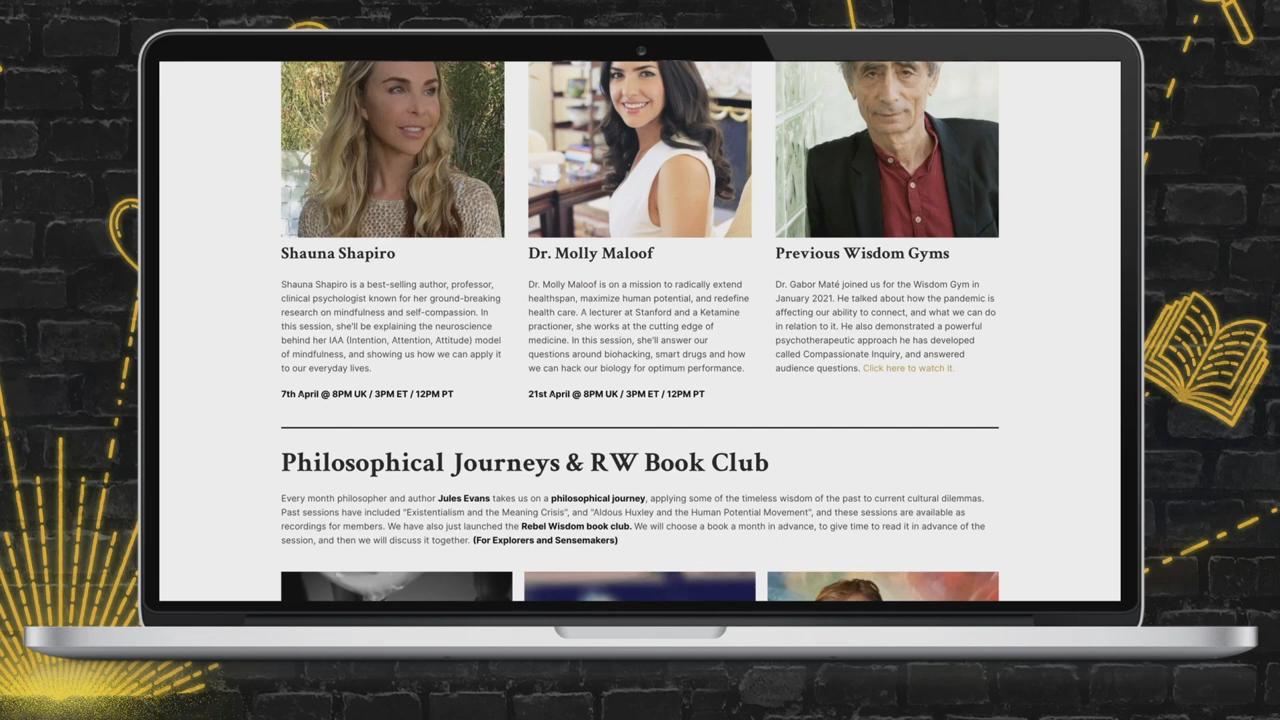 Shauna Shapiro
Shauna Shapiro is a best-selling author, professor,
clinical psychologist known for her ground-breaking
research on mindfulness and self-compassion. In
this session, she'll be explaining the neuroscience
behind her IAA (Intention, Attention, Attitude) model
of mindfulness, and showing us how we can apply it
to our everyday lives.
7th April @ 8PM UK / 3PM ET / 12PM PT
Dr. Molly Maloof
Dr. Molly Maloof is on a mission to radically extend
healthspan, maximize human potential, and redefine
health care. A lecturer at Stanford and a Ketamine
practioner, she works at the cutting edge of
medicine. In this session, she'll answer our
questions around biohacking, smart drugs and how
we can hack our biology for optimum performance.
21st April @ 8PM UK / 3PM ET / 12PM PT
Previous Wisdom Gyms
Dr. Gabor Maté joined us for the Wisdom Gym in
January 2021. He talked about how the pandemic is
affecting our ability to connect, and what we can do
in relation to it. He also demonstrated a powerful
psychotherapeutic approach he has developed
called Compassionate Inquiry, and answered
audience questions. Click here to watch it.
Philosophical Journeys & RW Book Club
Every month philosopher and author Jules Evans takes us on a philosophical journey, applying some of the timeless wisdom of the past to current cultural dilemmas.
Past sessions have included "Existentialism and the Meaning Crisis", and "Aldous Huxley and the Human Potential Movement", and these sessions are available as
recordings for members. We have also just launched the Rebel Wisdom book club. We will choose a book a month in advance, to give time to read it in advance of the
session, and then we will discuss it together. (For Explorers and Sensemakers)